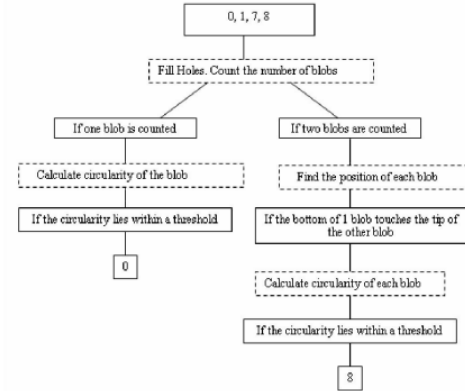 0, 1, 7, 8
Fill Holes. Count the number of blobs
If one blob is counted
If two blobs are counted
Calculate circularity of the blob
Find the position of each blob
If the circularity lies within a threshold
If the bottom of 1 blob touches the tip of
the other blob
0
Calculate circularity of each blob
If the circularity lies within a threshold
8